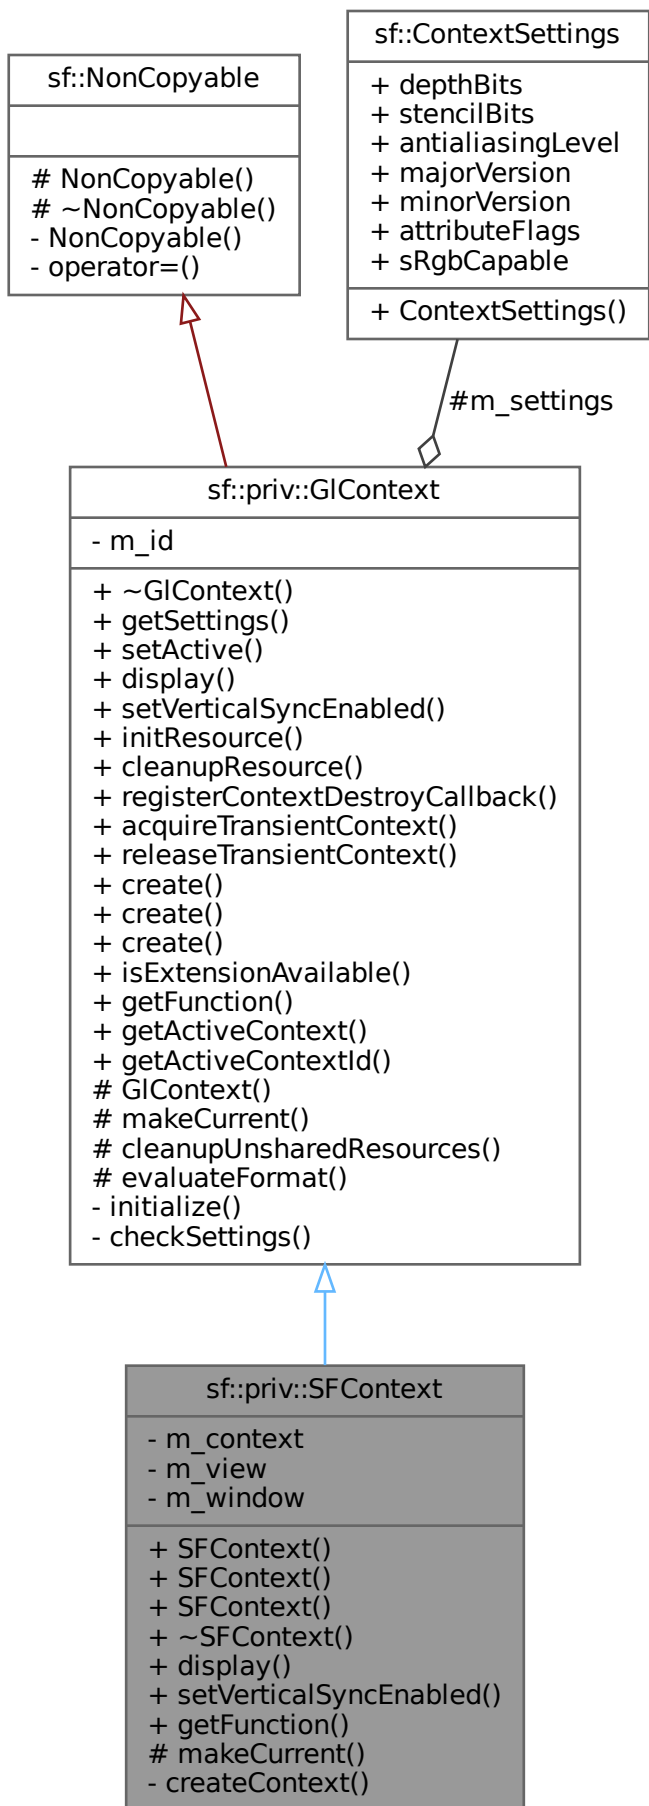 sf::NonCopyable
# NonCopyable()
# ~NonCopyable()
- NonCopyable()
- operator=()
sf::ContextSettings
+ depthBits
+ stencilBits
+ antialiasingLevel
+ majorVersion
+ minorVersion
+ attributeFlags
+ sRgbCapable
+ ContextSettings()
#m_settings
sf::priv::GlContext
- m_id
+ ~GlContext()
+ getSettings()
+ setActive()
+ display()
+ setVerticalSyncEnabled()
+ initResource()
+ cleanupResource()
+ registerContextDestroyCallback()
+ acquireTransientContext()
+ releaseTransientContext()
+ create()
+ create()
+ create()
+ isExtensionAvailable()
+ getFunction()
+ getActiveContext()
+ getActiveContextId()
# GlContext()
# makeCurrent()
# cleanupUnsharedResources()
# evaluateFormat()
- initialize()
- checkSettings()
sf::priv::SFContext
- m_context
- m_view
- m_window
+ SFContext()
+ SFContext()
+ SFContext()
+ ~SFContext()
+ display()
+ setVerticalSyncEnabled()
+ getFunction()
# makeCurrent()
- createContext()